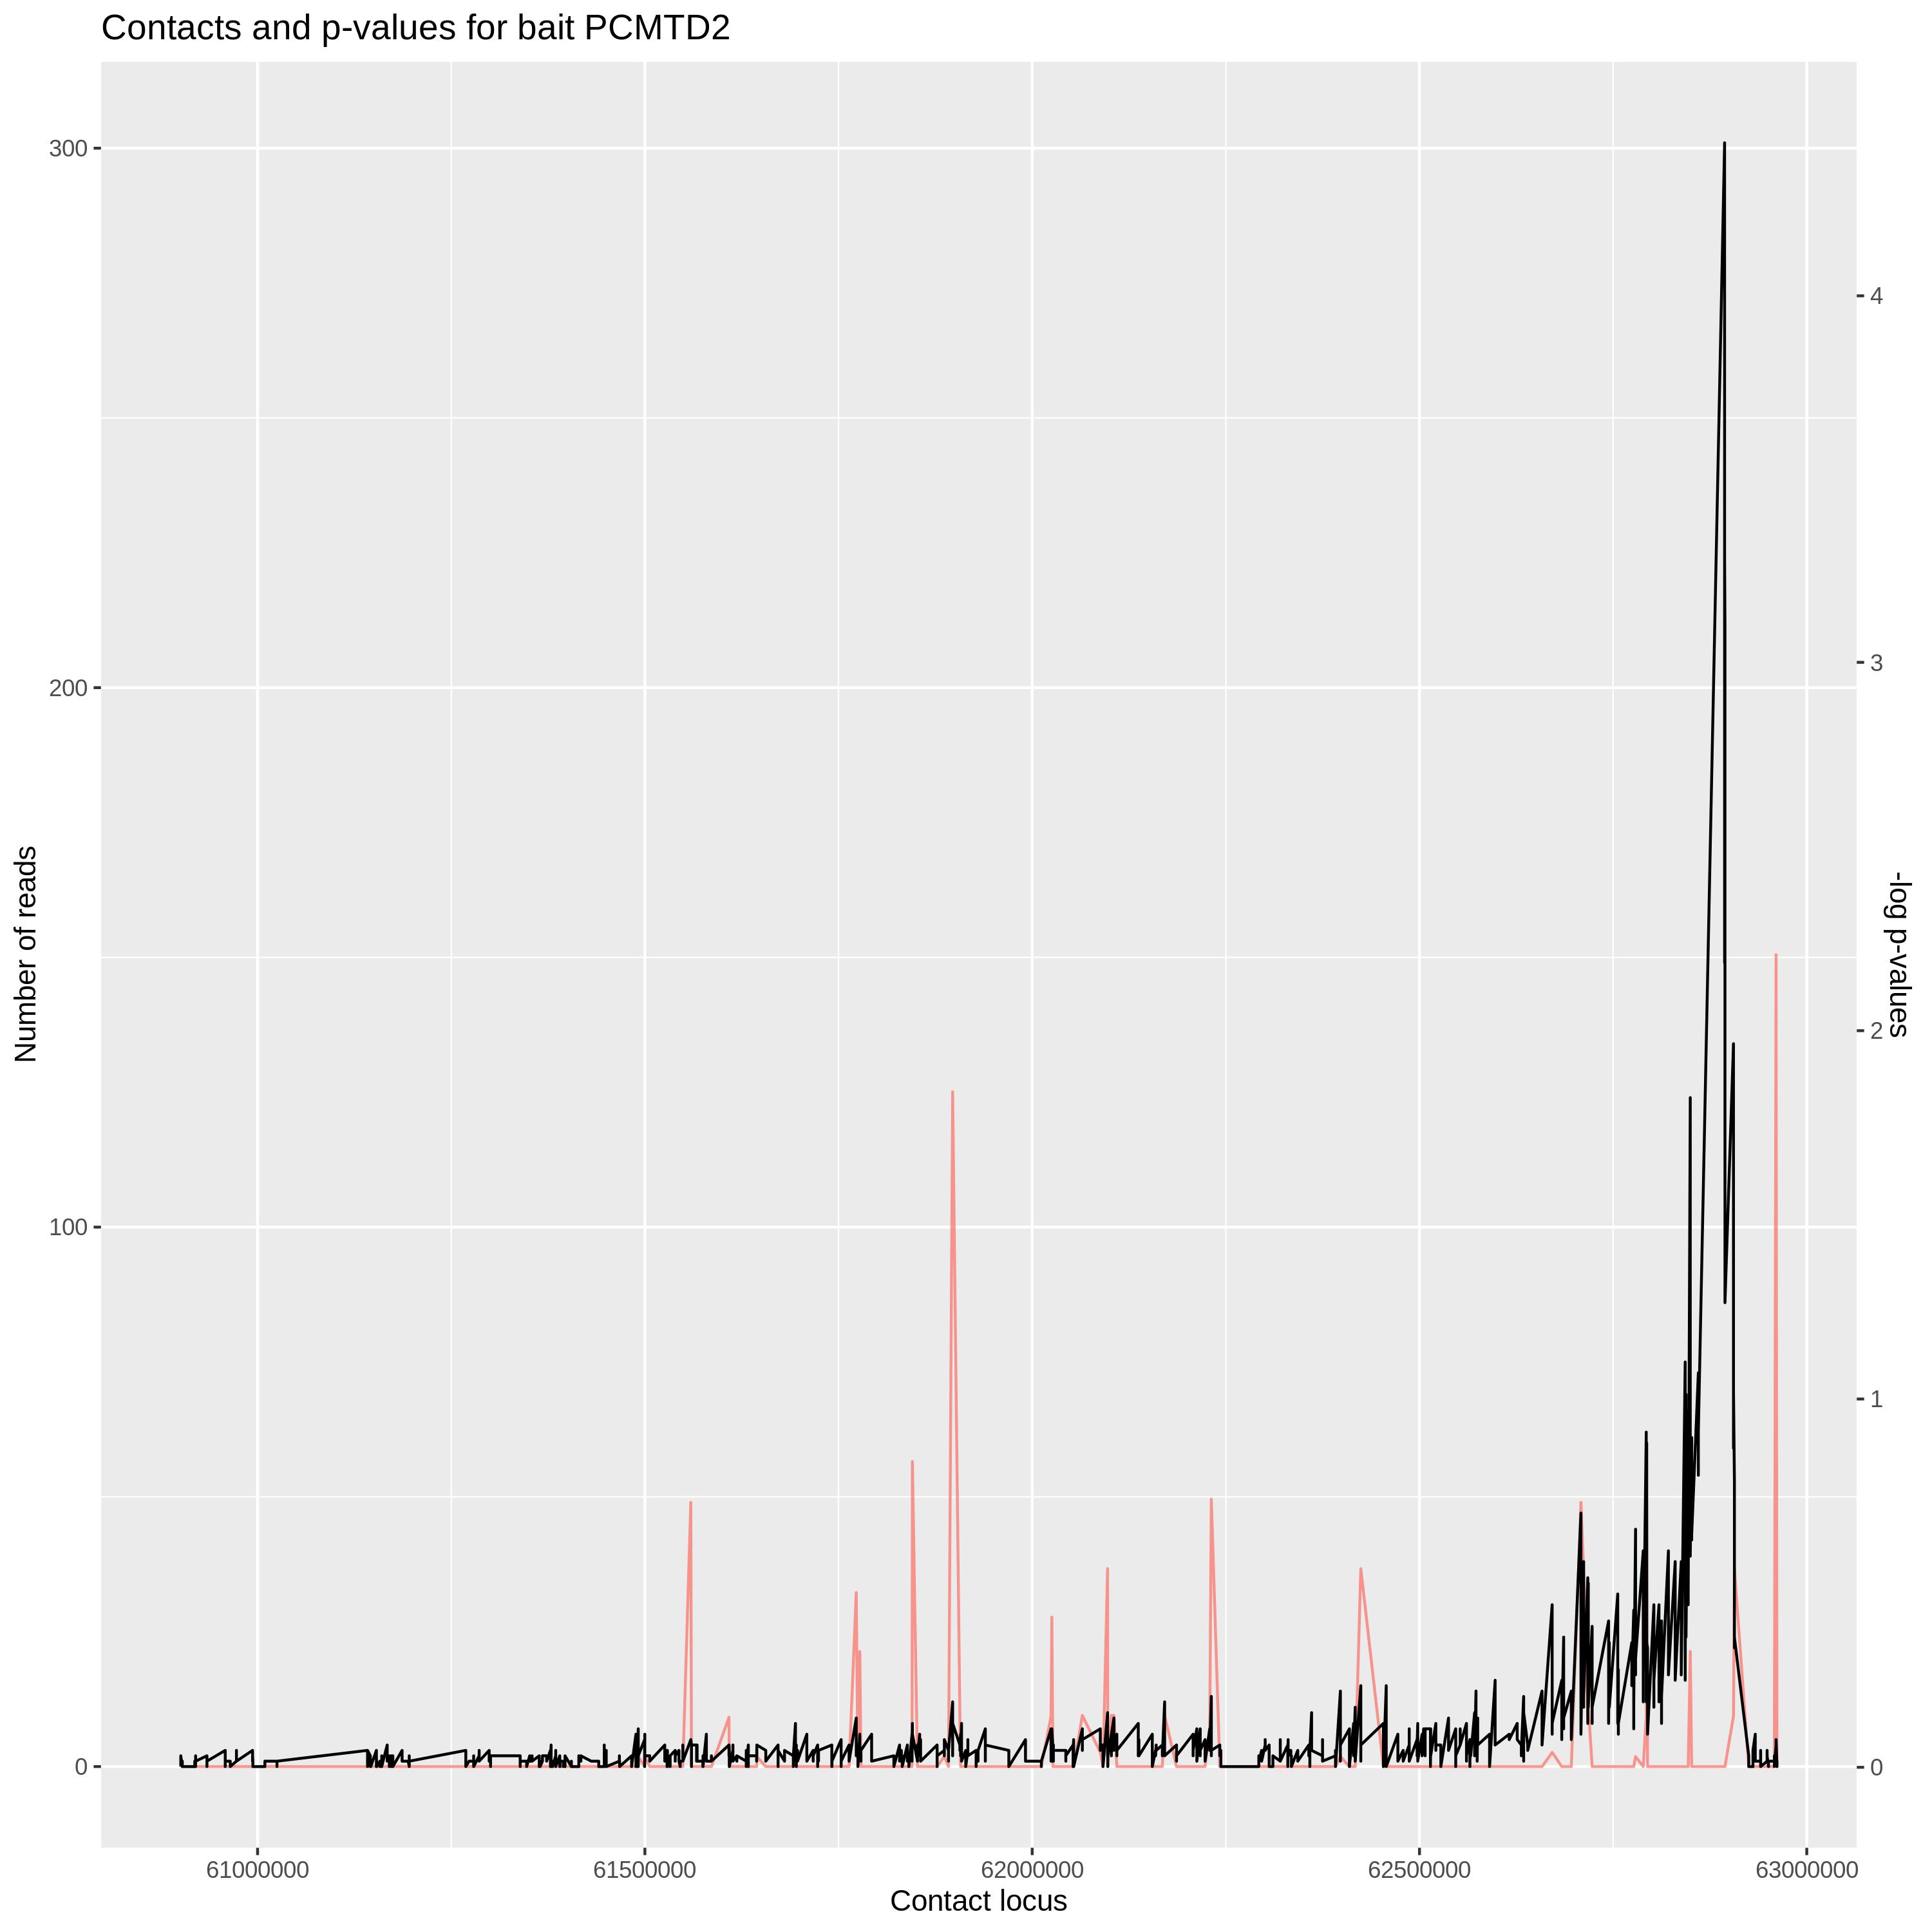 Contacts and p-values for bait PCMTD2
300
200
100
0
Number of reads
4
3
2
1
0
-log p-values
61000000 61500000 62000000 62500000 63000000
Contact locus